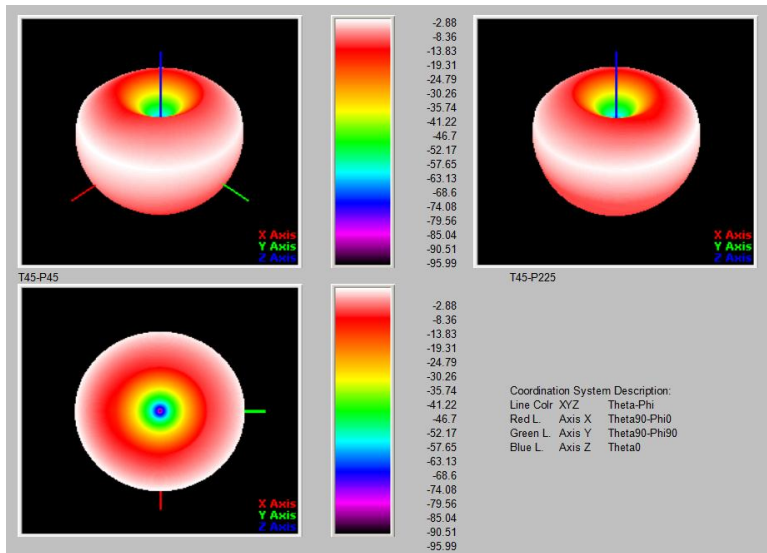 -2.88
-8.36
-13.83
-19.31
-24.79
-30.26
-35.74
-41.22
-46.7
-52.17
-57.65
-63.13
-68.6
-74.08
-79.56
-85.04
-90.51
-95.99
X Axis
Y Axis
Z Axis
X Axis
Y Axis
Z Axis
T45-P45
T45-P225
-2.88
-8.36
-13.83
-19.31
-24.79
-30.26
-35.74
-41.22
-46.7
-52.17
-57.65
-63.13
-68.6
-74.08
-79.56
-85.04
-90.51
-95.99
X Axis
Y Axis
Z Axis
Coordination System Description:
Line Colr XYZ Theta-Phi
Red L. Axis X Theta90-Phi0
Green L. Axis Y Theta90-Phi90
Blue L. Axis Z Theta0